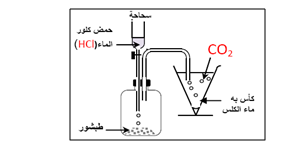 سحاحة
حمض كلور
الماء(HCl)
CO2
كأس به
ماء الكلس
طبشور